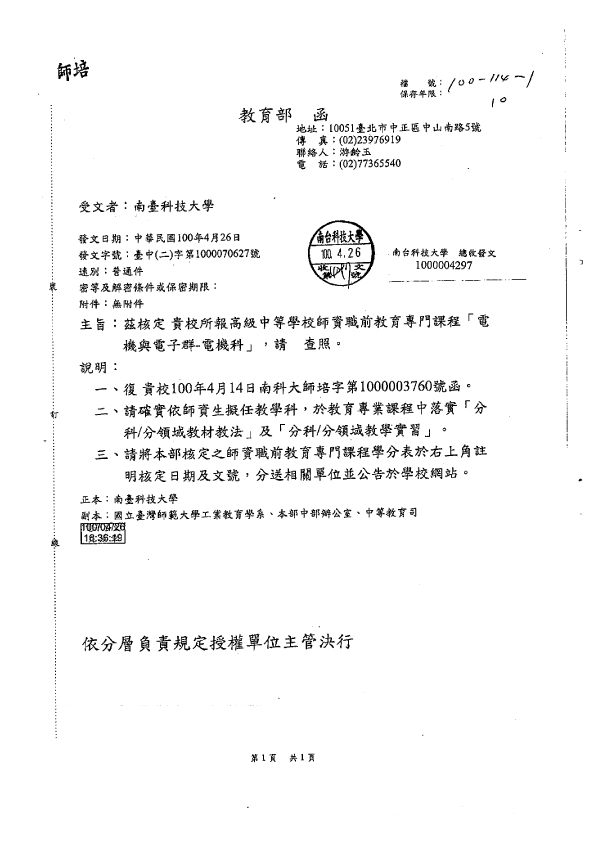 師培
檔　　號：100-114-1
保存年限：10
教育部　函
地址：10051臺北市中正區中山南路5號
傳　真：(02)23976919
聯絡人：游齡玉
電　話：(02)77365540
受文者：南臺科技大學
發文日期：中華民國100年4月26日
發文字號：臺中(二)字第1000070627號
速別：普通件
密等及解密條件或保密期限：
附件：無附件
南台科技大學
100. 4. 26
南台科技大學　總收發文
1000004297
主旨：茲核定 貴校所報高級中等學校師資職前教育專門課程「電
機與電子群-電機科」，請　查照。
說明：
一、復 貴校100年4月14日南科大師培字第1000003760號函。
二、請確實依師資生擬任教學科，於教育專業課程中落實「分
科/分領域教材教法」及「分科/分領域教學實習」。
三、請將本部核定之師資職前教育專門課程學分表於右上角註
明核定日期及文號，分送相關單位並公告於學校網站。
正本：南臺科技大學
副本：國立臺灣師範大學工業教育學系、本部中部辦公室、中等教育司
100/04/26
16:36:49
裝
訂
線
依分層負責規定授權單位主管決行
第1頁　共1頁